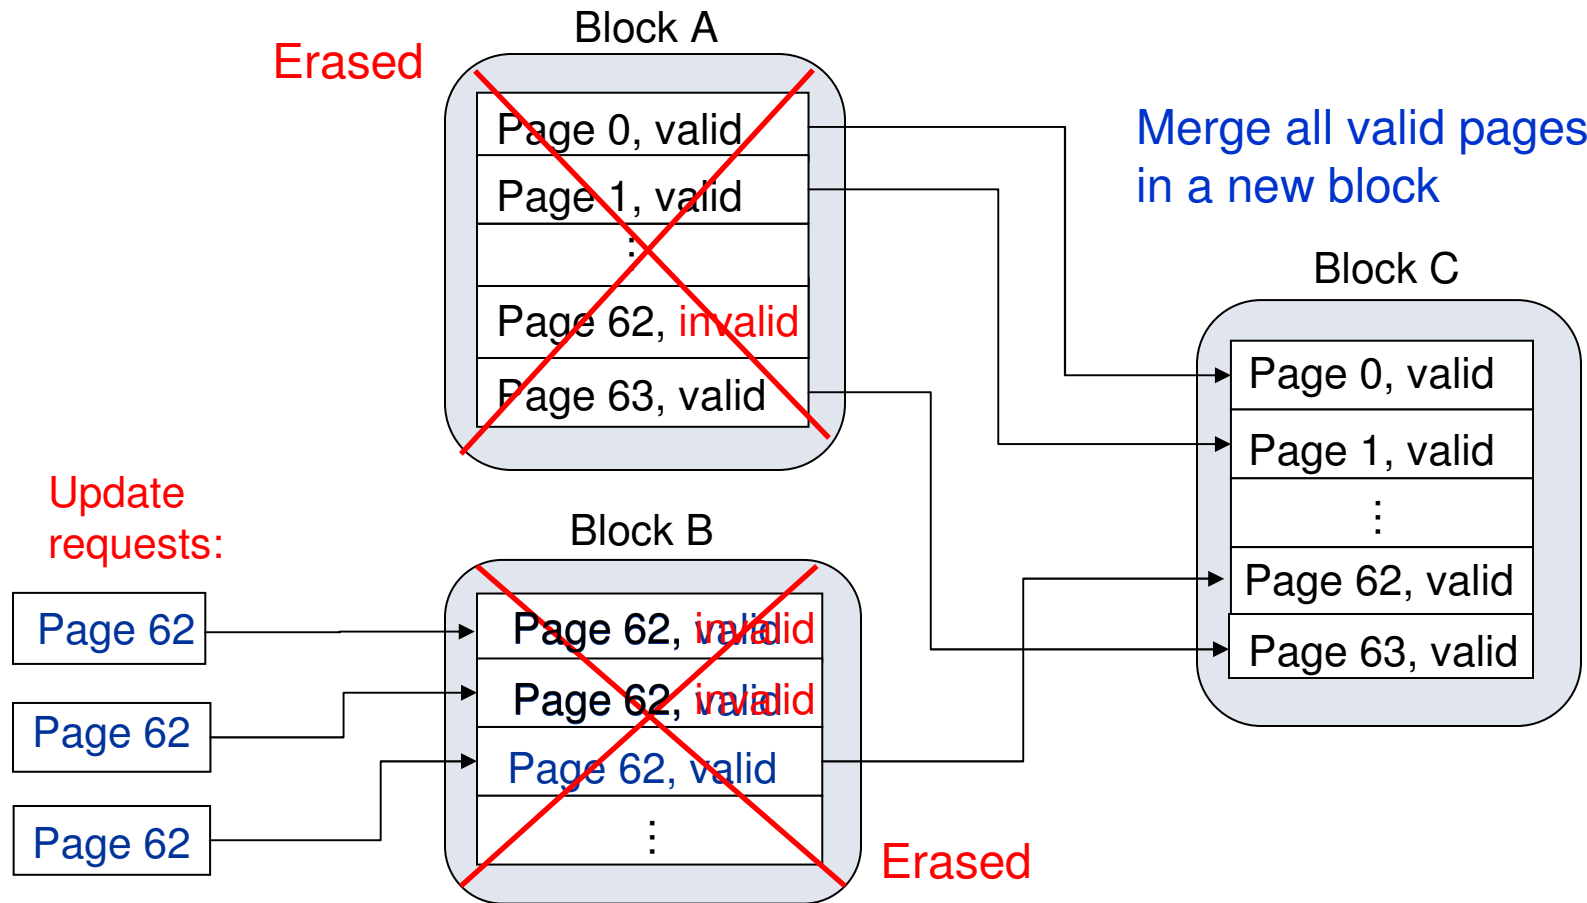 Block A
Erased
Page 0, valid
Page 1, valid
⋮
Page 62, invalid
Page 63, valid
Merge all valid pages
in a new block
Block C
Page 0, valid
Page 1, valid
⋮
Page 62, valid
Page 63, valid
Update
requests:
Page 62
Page 62
Page 62
Block B
Page 62, invalid
Page 62, invalid
Page 62, valid
⋮
Erased